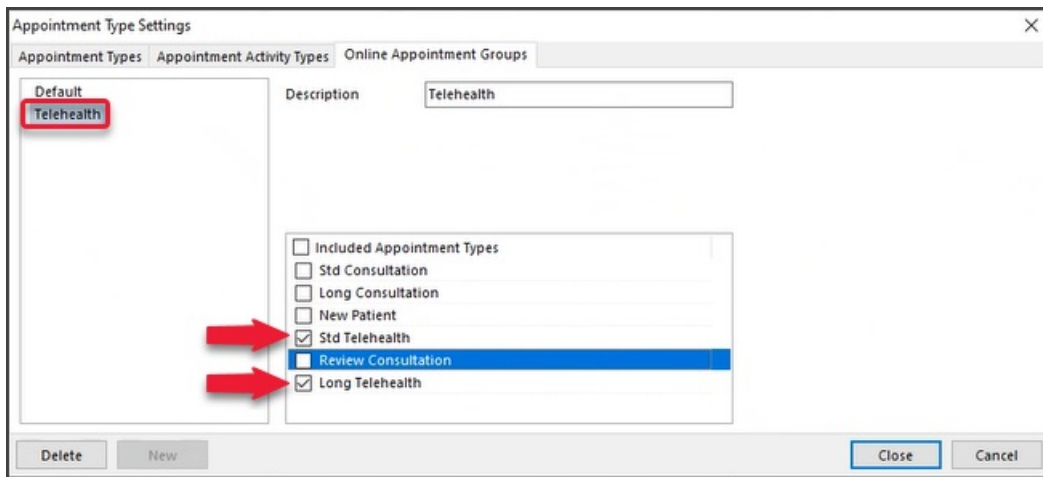 Appointment Type Settings
Appointment Types Appointment Activity Types Online Appointment Groups
Default
Telehealth
Description Telehealth
Included Appointment Types
Std Consultation
Long Consultation
New Patient
Std Telehealth
Review Consultation
Long Telehealth
Delete New Close Cancel